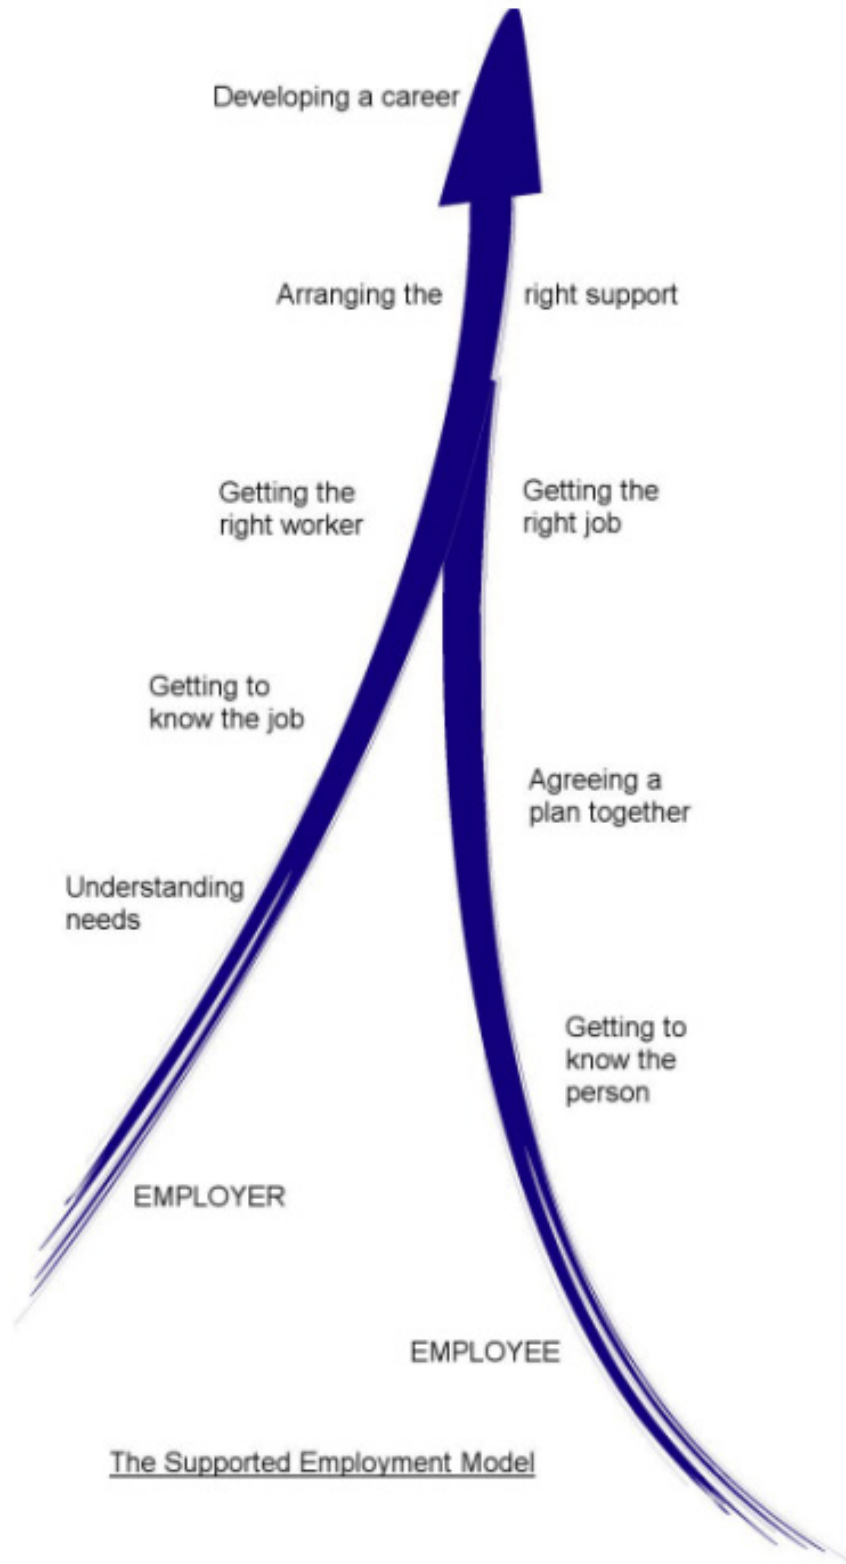 Developing a career
Arranging the right support
Getting the
right worker
Getting the
right job
Getting to
know the job
Agreeing a
plan together
Understanding
needs
Getting to
know the
person
EMPLOYER
EMPLOYEE
The Supported Employment Model